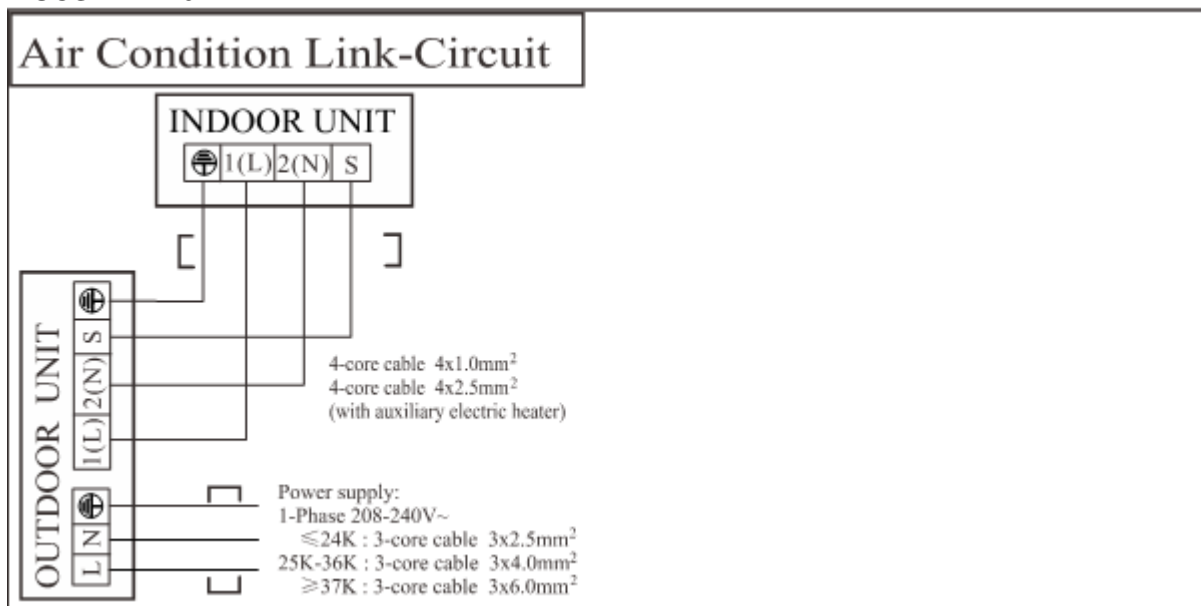 Air Condition Link-Circuit
INDOOR UNIT
1(L) 2(N) S
OUTDOOR UNIT
S
2(N)
1(L)
N
L
4-core cable 4x1.0mm²
4-core cable 4x2.5mm²
(with auxiliary electric heater)
Power supply:
1-Phase 208-240V~
≤24K : 3-core cable 3x2.5mm²
25K-36K : 3-core cable 3x4.0mm²
≥37K : 3-core cable 3x6.0mm²